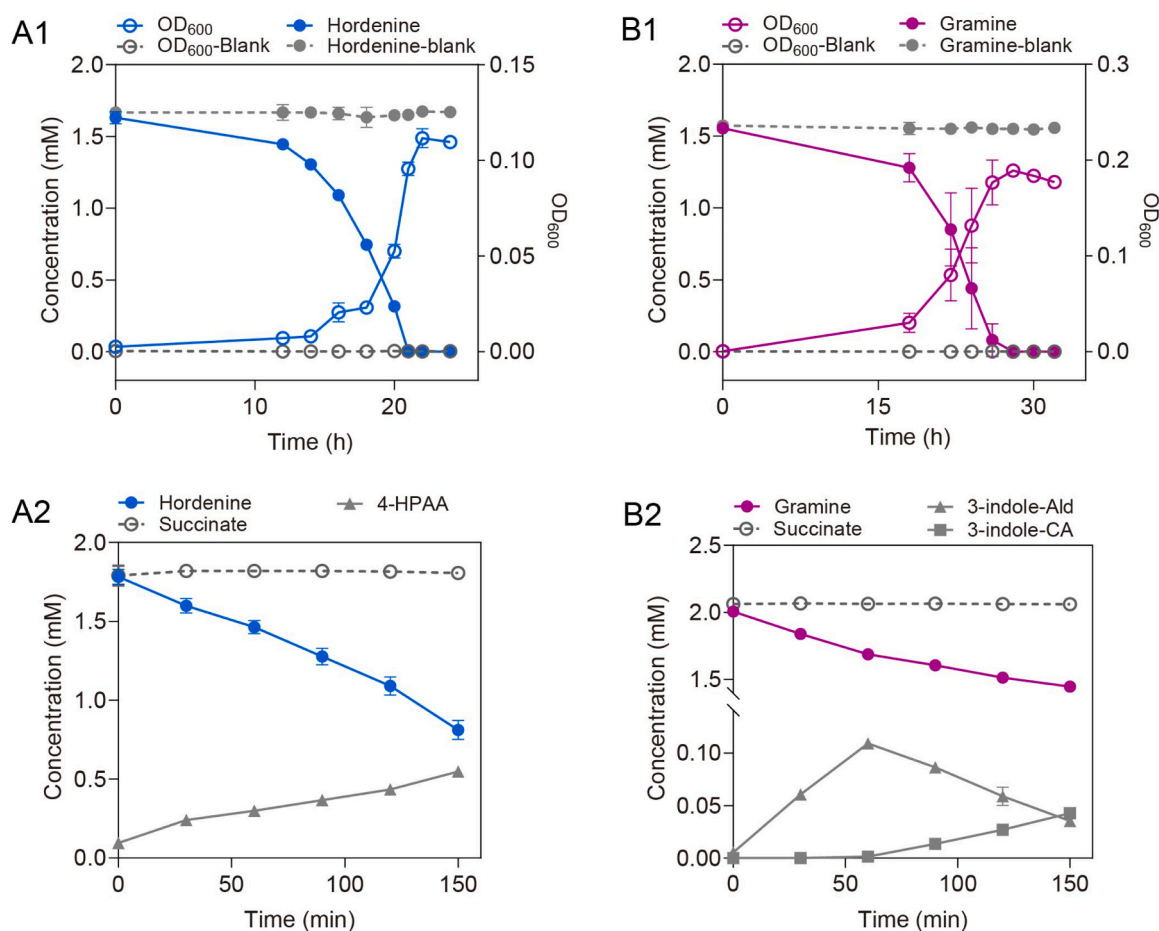 A1
OD600 Hordenine
OD600-Blank Hordenine-blank
2.0 0.15
1.5
0.10
1.0
0.05
0.5
0.0 0.00
0 10 20
Time (h)
Concentration (mM)
OD600
B1
OD600 Gramine
OD600-Blank Gramine-blank
2.0 0.3
1.5
0.2
1.0
0.1
0.5
0.0 0.0
0 15 30
Time (h)
Concentration (mM)
OD600
A2
Hordenine 4-HPAA
Succinate
2.0
1.5
1.0
0.5
0.0
0 50 100 150
Time (min)
Concentration (mM)
B2
Gramine 3-indole-Ald
Succinate 3-indole-CA
2.5
2.0
1.5
0.10
0.05
0.00
0 50 100 150
Time (min)
Concentration (mM)